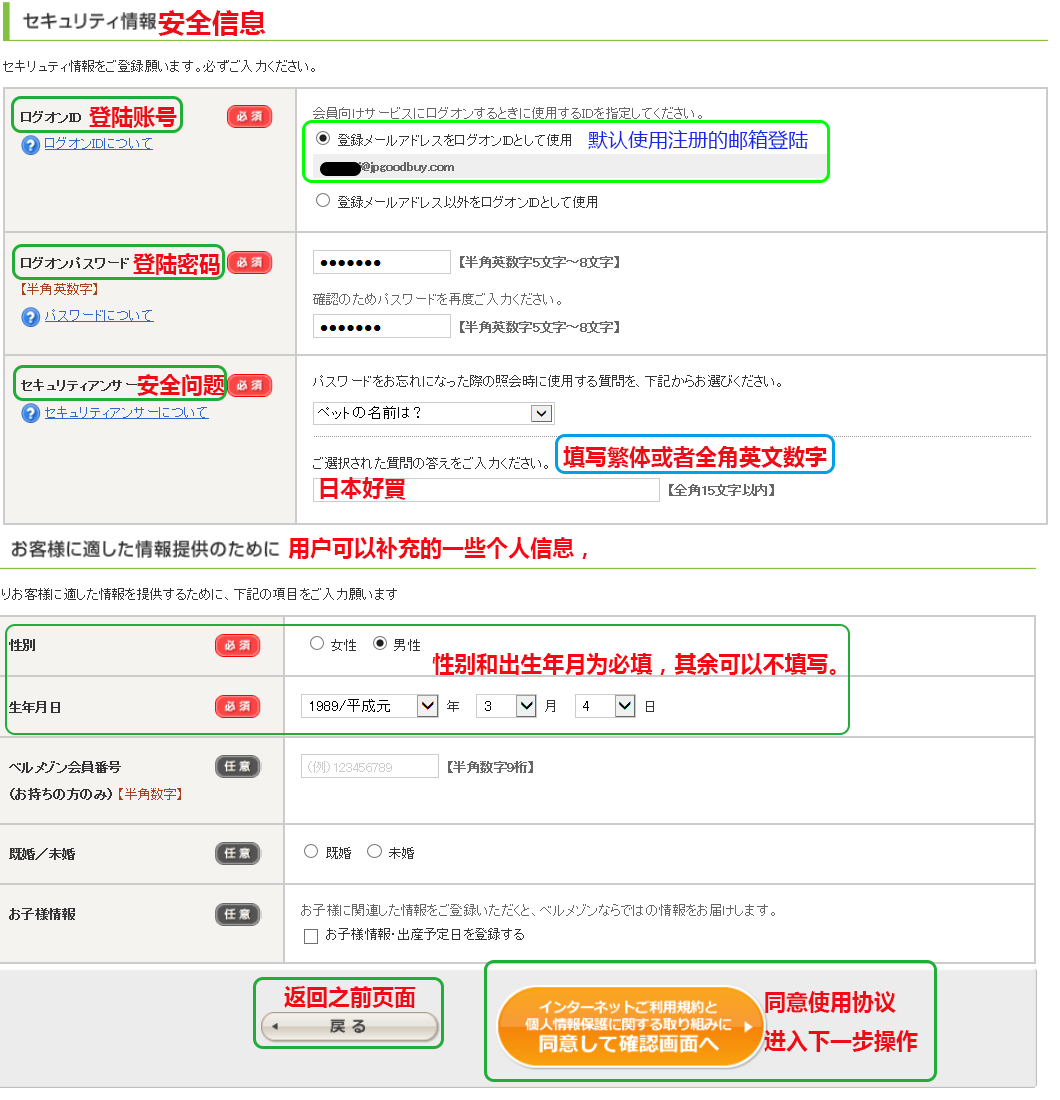 セキュリティ情報安全信息
セキリュティ情報をご登録願います。必ずご入力ください。
ログオンID 登陆账号 必須
? ログオンIDについて
会員向けサービスにログオンするときに使用するIDを指定してください。
登録メールアドレスをログオンIDとして使用 默认使用注册的邮箱登陆
@jpgoodbuy.com
登録メールアドレス以外をログオンIDとして使用
ログオンパスワード 登陆密码 必須
【半角英数字】
? パスワードについて
●●●●●●● 【半角英数字5文字～8文字】
確認のためパスワードを再度ご入力ください。
●●●●●●● 【半角英数字5文字～8文字】
セキュリティアンサー安全问题 必須
? セキュリティアンサーについて
パスワードをお忘れになった際の照会時に使用する質問を、下記からお選びください。
ペットの名前は？
ご選択された質問の答えをご入力ください。 填写繁体或者全角英文数字
日本好買 【全角15文字以内】
お客様に適した情報提供のために 用户可以补充的一些个人信息，
りお客様に適した情報を提供するために、下記の項目をご入力願います
性別 必須 女性 男性
性别和出生年月为必填，其余可以不填写。
生年月日 必須 1989/平成元 年 3 月 4 日
ベルメゾン会員番号 任意 (例)123456789 【半角数字9桁】
(お持ちの方のみ)【半角数字】
既婚／未婚 任意 既婚 未婚
お子様情報 任意 お子様に関連した情報をご登録いただくと、ベルメゾンならではの情報をお届けします。
お子様情報・出産予定日を登録する
返回之前页面
戻る
インターネットご利用規約と
個人情報保護に関する取り組みに
同意して確認画面へ
同意使用协议
进入下一步操作